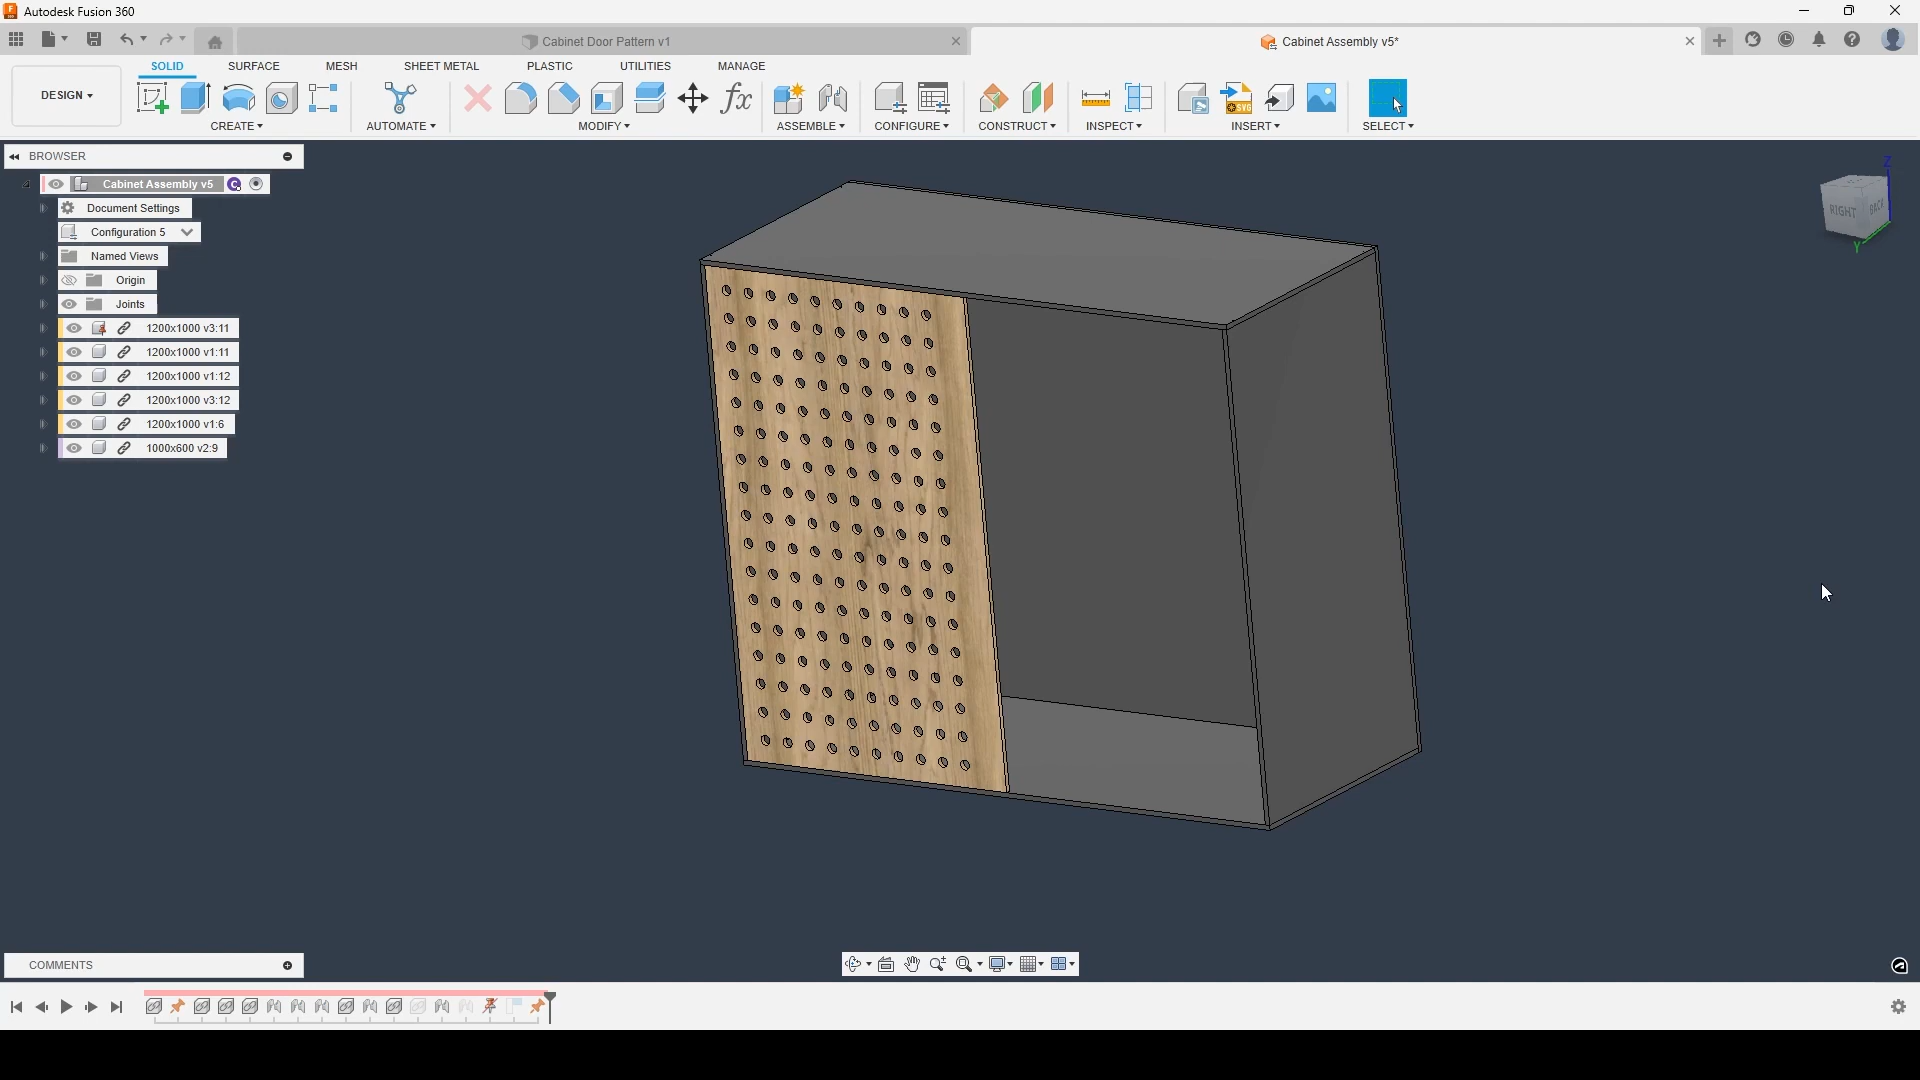 Autodesk Fusion 360
Cabinet Door Pattern v1
Cabinet Assembly v5*
DESIGN
SOLID
SURFACE
MESH
SHEET METAL
PLASTIC
UTILITIES
MANAGE
CREATE
AUTOMATE
MODIFY
ASSEMBLE
CONFIGURE
CONSTRUCT
INSPECT
INSERT
SELECT
BROWSER
Cabinet Assembly v5
Document Settings
Configuration 5
Named Views
Origin
Joints
1200x1000 v3:11
1200x1000 v1:11
1200x1000 v1:12
1200x1000 v3:12
1200x1000 v1:6
1000x600 v2:9
Z
RIGHT
BACK
Y
COMMENTS